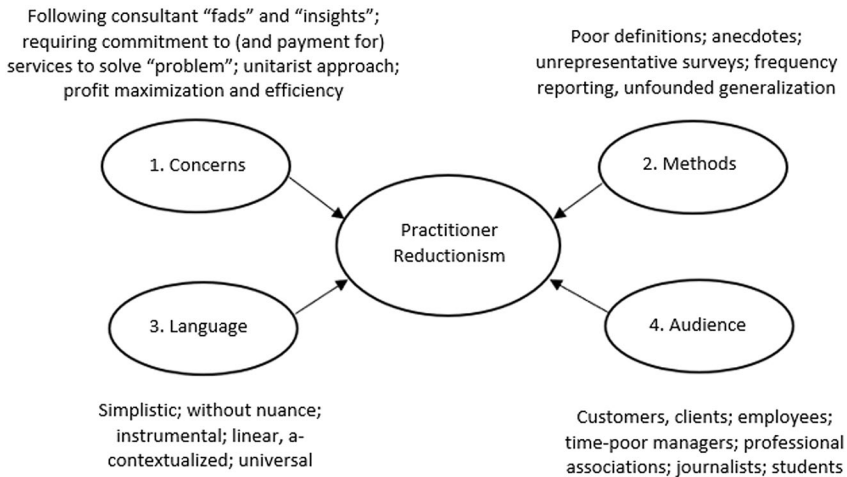 Following consultant “fads” and “insights”;
requiring commitment to (and payment for)
services to solve “problem”; unitarist approach;
profit maximization and efficiency
Poor definitions; anecdotes;
unrepresentative surveys; frequency
reporting, unfounded generalization
1. Concerns
2. Methods
Practitioner
Reductionism
3. Language
4. Audience
Simplistic; without nuance;
instrumental; linear, a-
contextualized; universal
Customers, clients; employees;
time-poor managers; professional
associations; journalists; students